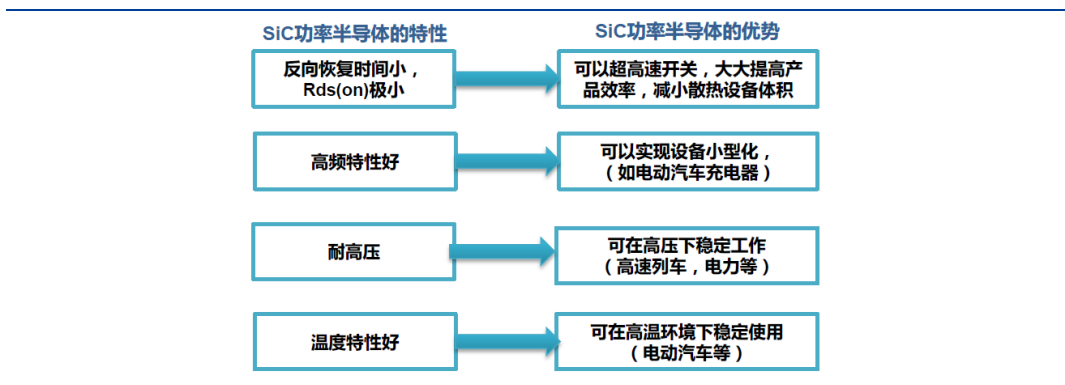 SiC功率半导体的特性
SiC功率半导体的优势
反向恢复时间小，
Rds(on)极小
可以超高速开关，大大提高产
品效率，减小散热设备体积
高频特性好
可以实现设备小型化，
（如电动汽车充电器）
耐高压
可在高压下稳定工作
（高速列车，电力等）
温度特性好
可在高温环境下稳定使用
（电动汽车等）